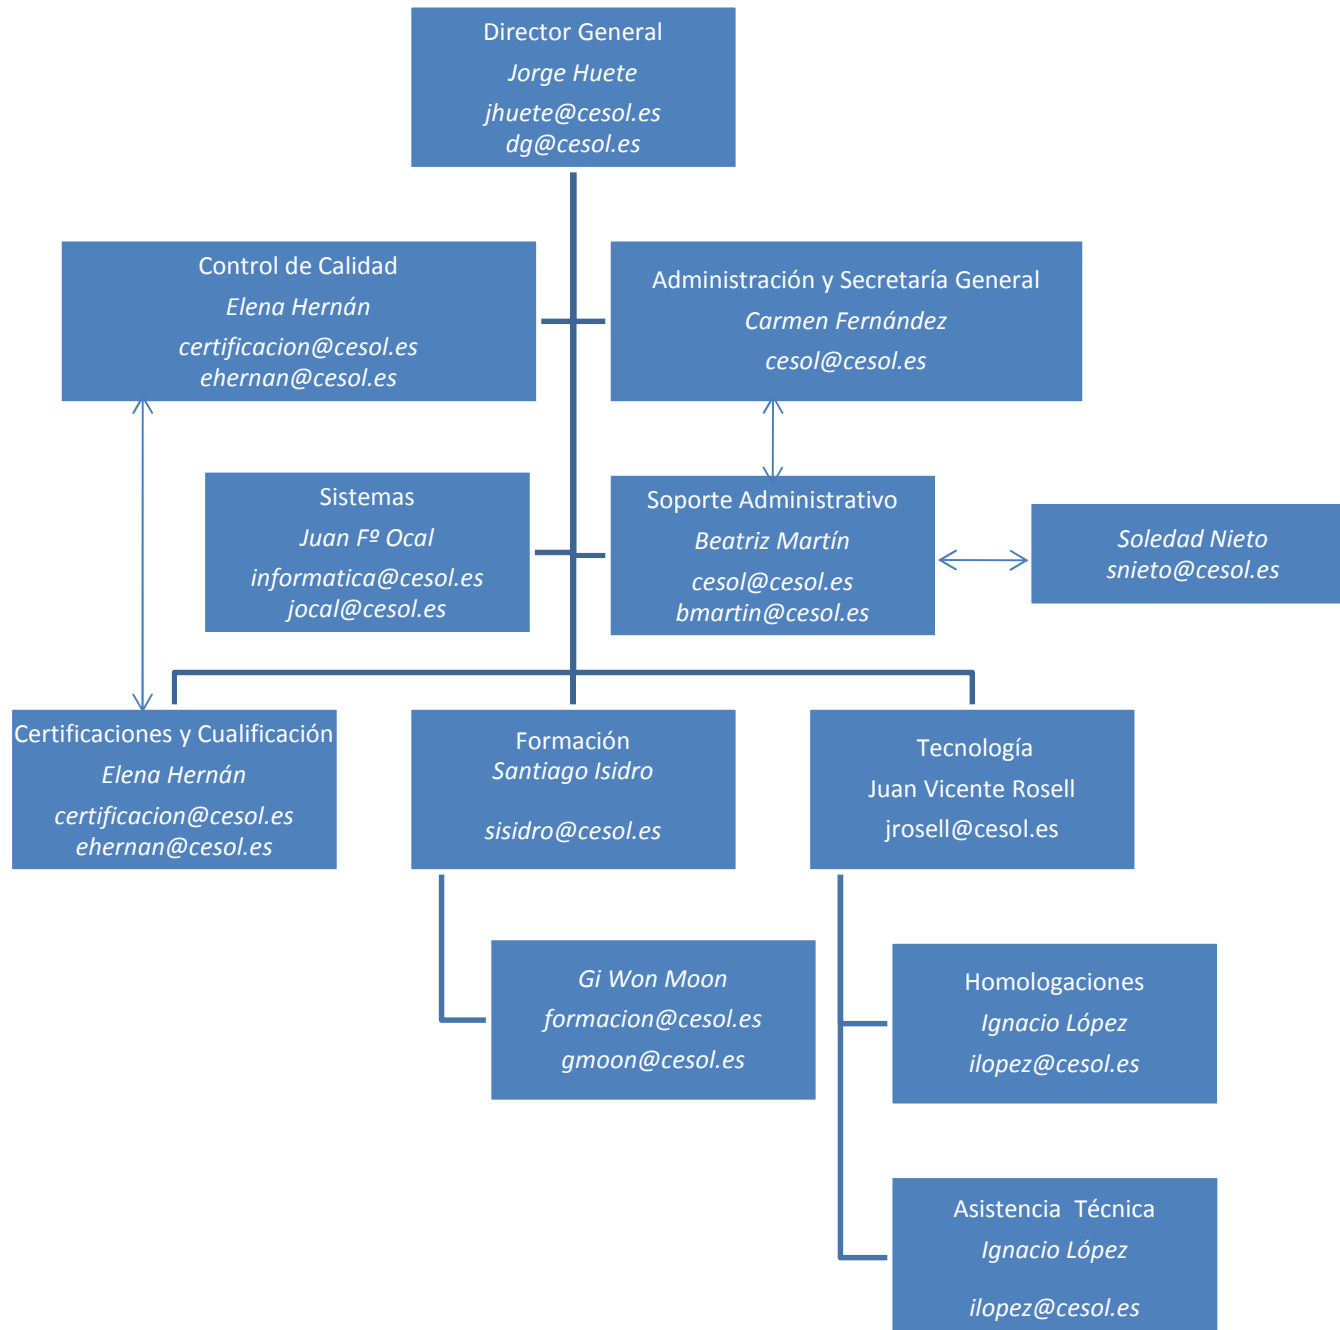 Director General
Jorge Huete
jhuete@cesol.es
dg@cesol.es
Control de Calidad
Elena Hernán
certificacion@cesol.es
ehernan@cesol.es
Administración y Secretaría General
Carmen Fernández
cesol@cesol.es
Sistemas
Juan Fº Ocal
informatica@cesol.es
jocal@cesol.es
Soporte Administrativo
Beatriz Martín
cesol@cesol.es
bmartin@cesol.es
Soledad Nieto
snieto@cesol.es
Certificaciones y Cualificación
Elena Hernán
certificacion@cesol.es
ehernan@cesol.es
Formación
Santiago Isidro
sisidro@cesol.es
Tecnología
Juan Vicente Rosell
jrosell@cesol.es
Gi Won Moon
formacion@cesol.es
gmoon@cesol.es
Homologaciones
Ignacio López
ilopez@cesol.es
Asistencia Técnica
Ignacio López
ilopez@cesol.es